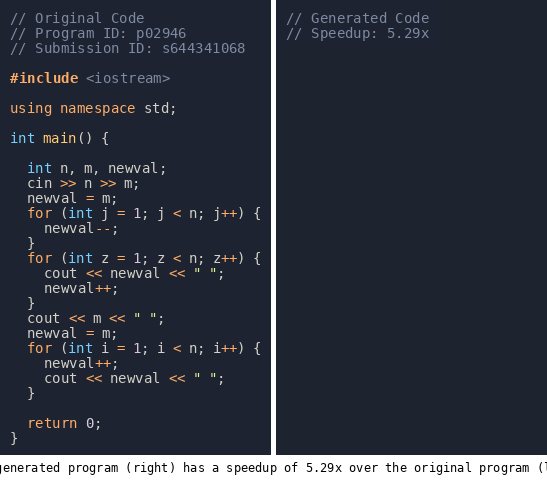 // Original Code
// Program ID: p02946
// Submission ID: s644341068
#include <iostream>
using namespace std;
int main() {
  int n, m, newval;
  cin >> n >> m;
  newval = m;
  for (int j = 1; j < n; j++) {
    newval--;
  }
  for (int z = 1; z < n; z++) {
    cout << newval << " ";
    newval++;
  }
  cout << m << " ";
  newval = m;
  for (int i = 1; i < n; i++) {
    newval++;
    cout << newval << " ";
  }
  return 0;
}
// Generated Code
// Speedup: 5.29x
generated program (right) has a speedup of 5.29x over the original program (l